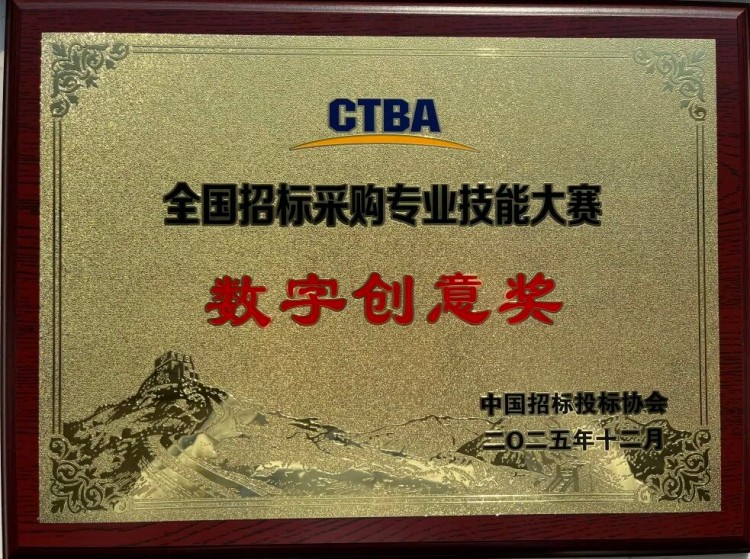 CTBA
全国招标采购专业技能大赛
数字创意奖
中国招标投标协会
二〇二五年十二月